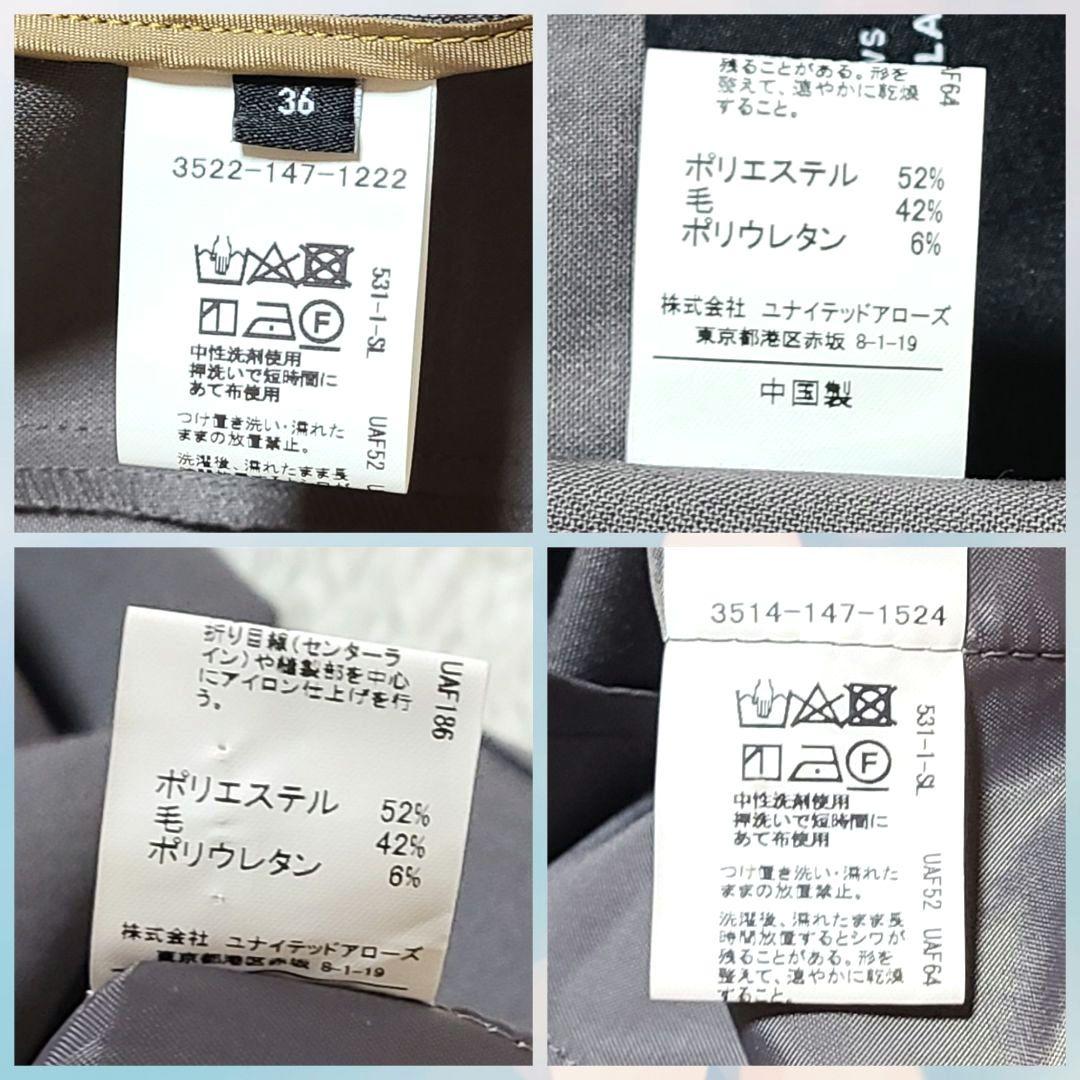 36
3522-147-1222
531-1-SL
F
中性洗剤使用
押洗いで短時間に
あて布使用
つけ置き洗い・濡れた
ままの放置禁止。
UAF52
洗濯後、濡れたまま長
VS
LA
残ることがある。形を
整えて、速やかに乾燥
すること。
AF64
ポリエステル 52%
毛 42%
ポリウレタン 6%
株式会社 ユナイテッドアローズ
東京都港区赤坂 8-1-19
中国製
折り目線(センターラ
イン)や縫製部を中心
にアイロン仕上げを行
う。
UAF186
ポリエステル 52%
毛 42%
ポリウレタン 6%
株式会社 ユナイテッドアローズ
東京都港区赤坂 8-1-19
3514-147-1524
531-1-SL
F
中性洗剤使用
押洗いで短時間に
あて布使用
つけ置き洗い・濡れた
ままの放置禁止。
UAF52 UAF64
洗濯後、濡れたまま長
時間放置するとシワが
残ることがある。形を
整えて、速やかに乾燥
すること。